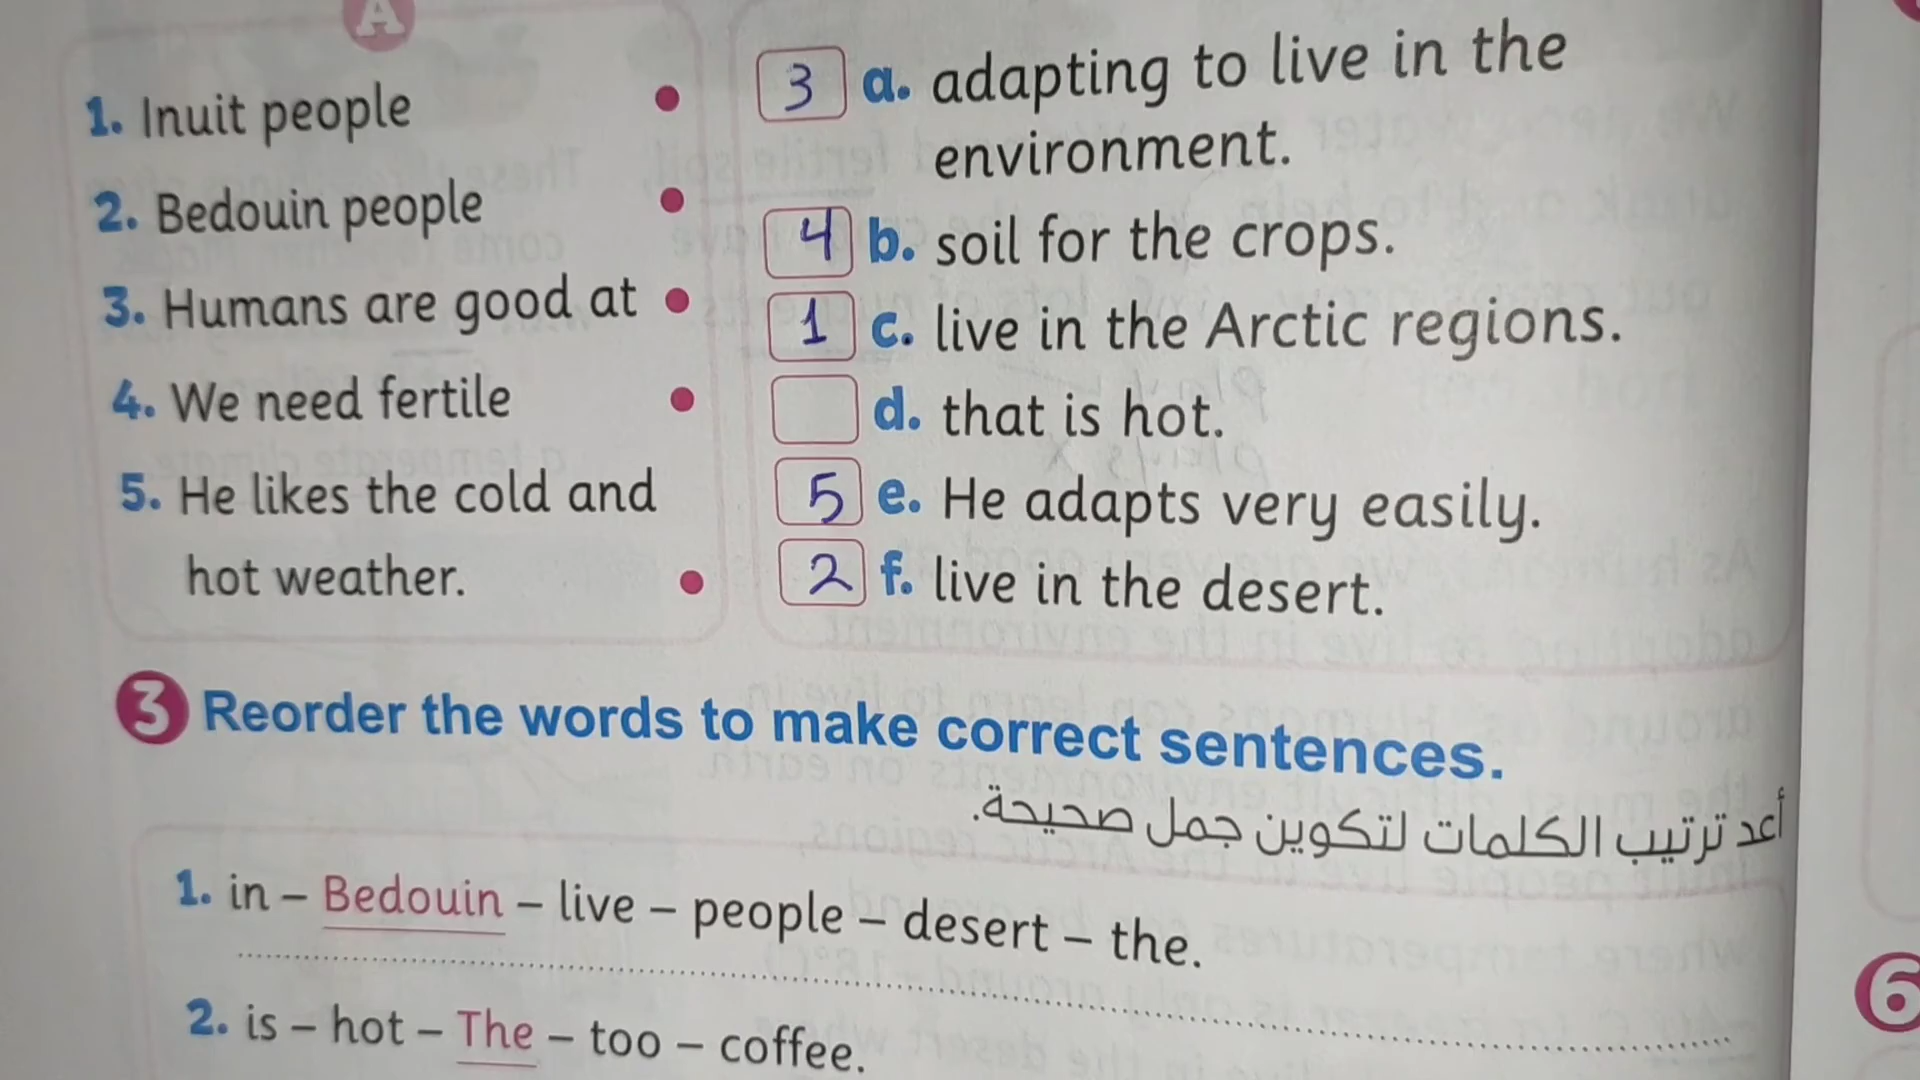 A
1. Inuit people
2. Bedouin people
3. Humans are good at
4. We need fertile
5. He likes the cold and
hot weather.
3 a. adapting to live in the
environment.
4 b. soil for the crops.
1 c. live in the Arctic regions.
d. that is hot.
5 e. He adapts very easily.
2 f. live in the desert.
3 Reorder the words to make correct sentences.
أعد ترتيب الكلمات لتكوين جمل صحيحة.
1. in – Bedouin – live – people – desert – the.
2. is – hot – The – too – coffee.
6